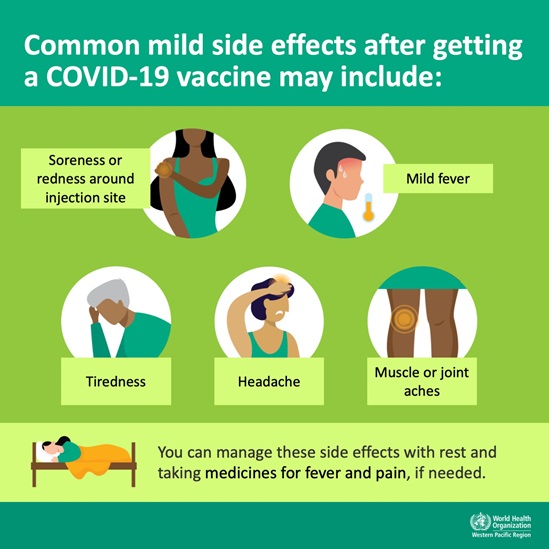 Common mild side effects after getting
a COVID-19 vaccine may include:
Soreness or
redness around
injection site
Mild fever
Tiredness
Headache
Muscle or joint
aches
You can manage these side effects with rest and
taking medicines for fever and pain, if needed.
World Health
Organization
Western Pacific Region